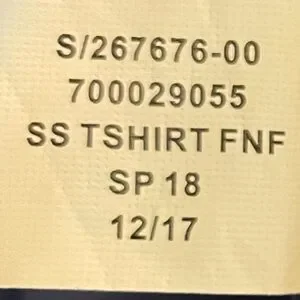 S/267676-00
700029055
SS TSHIRT FNF
SP 18
12/17